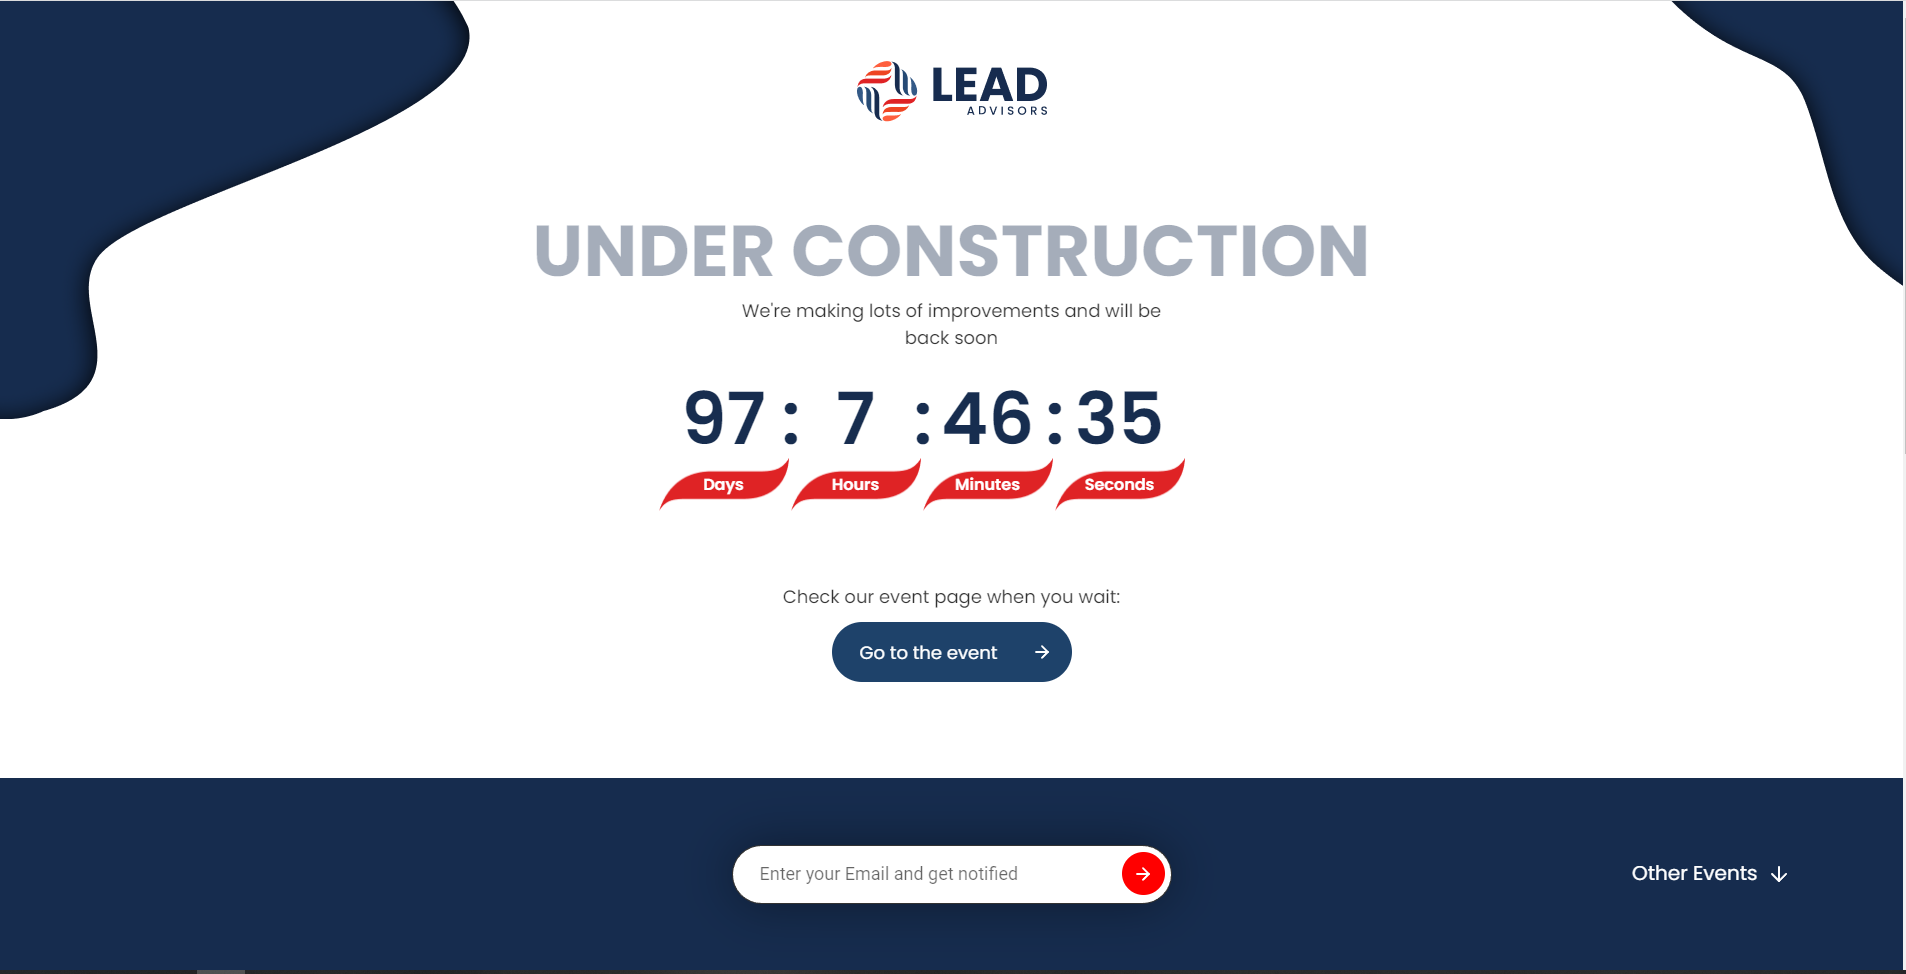 LEAD
ADVISORS
UNDER CONSTRUCTION
We're making lots of improvements and will be
back soon
97 : 7 : 46 : 35
Days Hours Minutes Seconds
Check our event page when you wait:
Go to the event
Enter your Email and get notified
Other Events